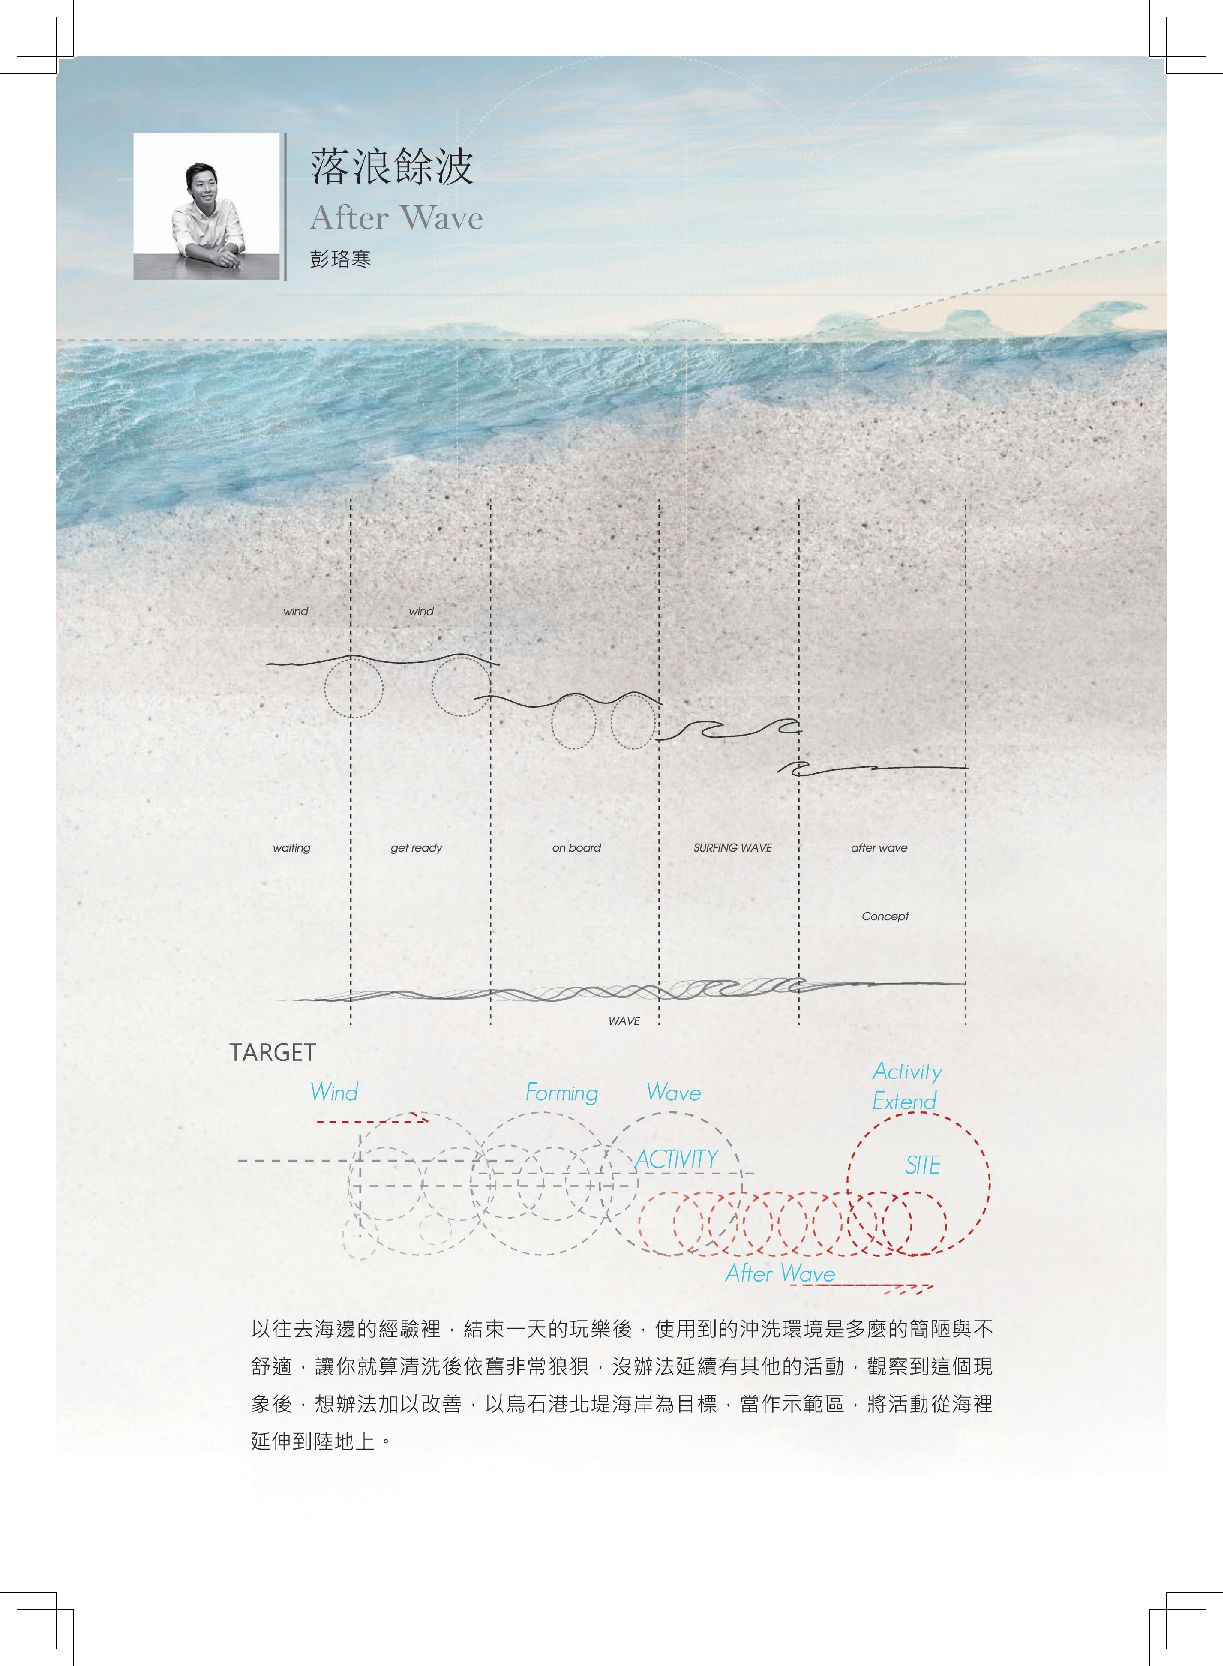 落浪餘波
After Wave
彭珞寒
wind wind
waiting get ready on board SURFING WAVE after wave
Concept
WAVE
TARGET
Wind Forming Wave Activity
Extend
ACTIVITY SITE
After Wave
以往去海邊的經驗裡，結束一天的玩樂後，使用到的沖洗環境是多麼的簡陋與不
舒適，讓你就算清洗後依舊非常狼狽，沒辦法延續有其他的活動，觀察到這個現
象後，想辦法加以改善，以烏石港北堤海岸為目標，當作示範區，將活動從海裡
延伸到陸地上。